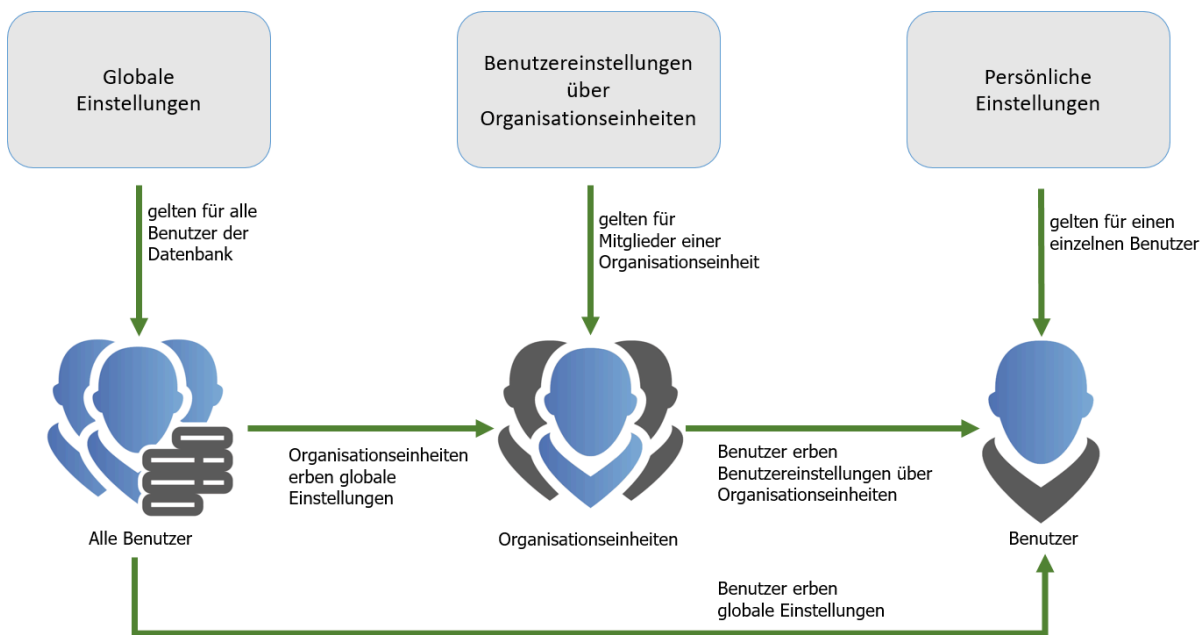 Globale
Einstellungen
Benutzereinstellungen
über
Organisationseinheiten
Persönliche
Einstellungen
gelten für alle
Benutzer der
Datenbank
gelten für
Mitglieder einer
Organisationseinheit
gelten für einen
einzelnen Benutzer
Organisationseinheiten
erben globale
Einstellungen
Benutzer erben
Benutzereinstellungen über
Organisationseinheiten
Alle Benutzer
Organisationseinheiten
Benutzer
Benutzer erben
globale Einstellungen